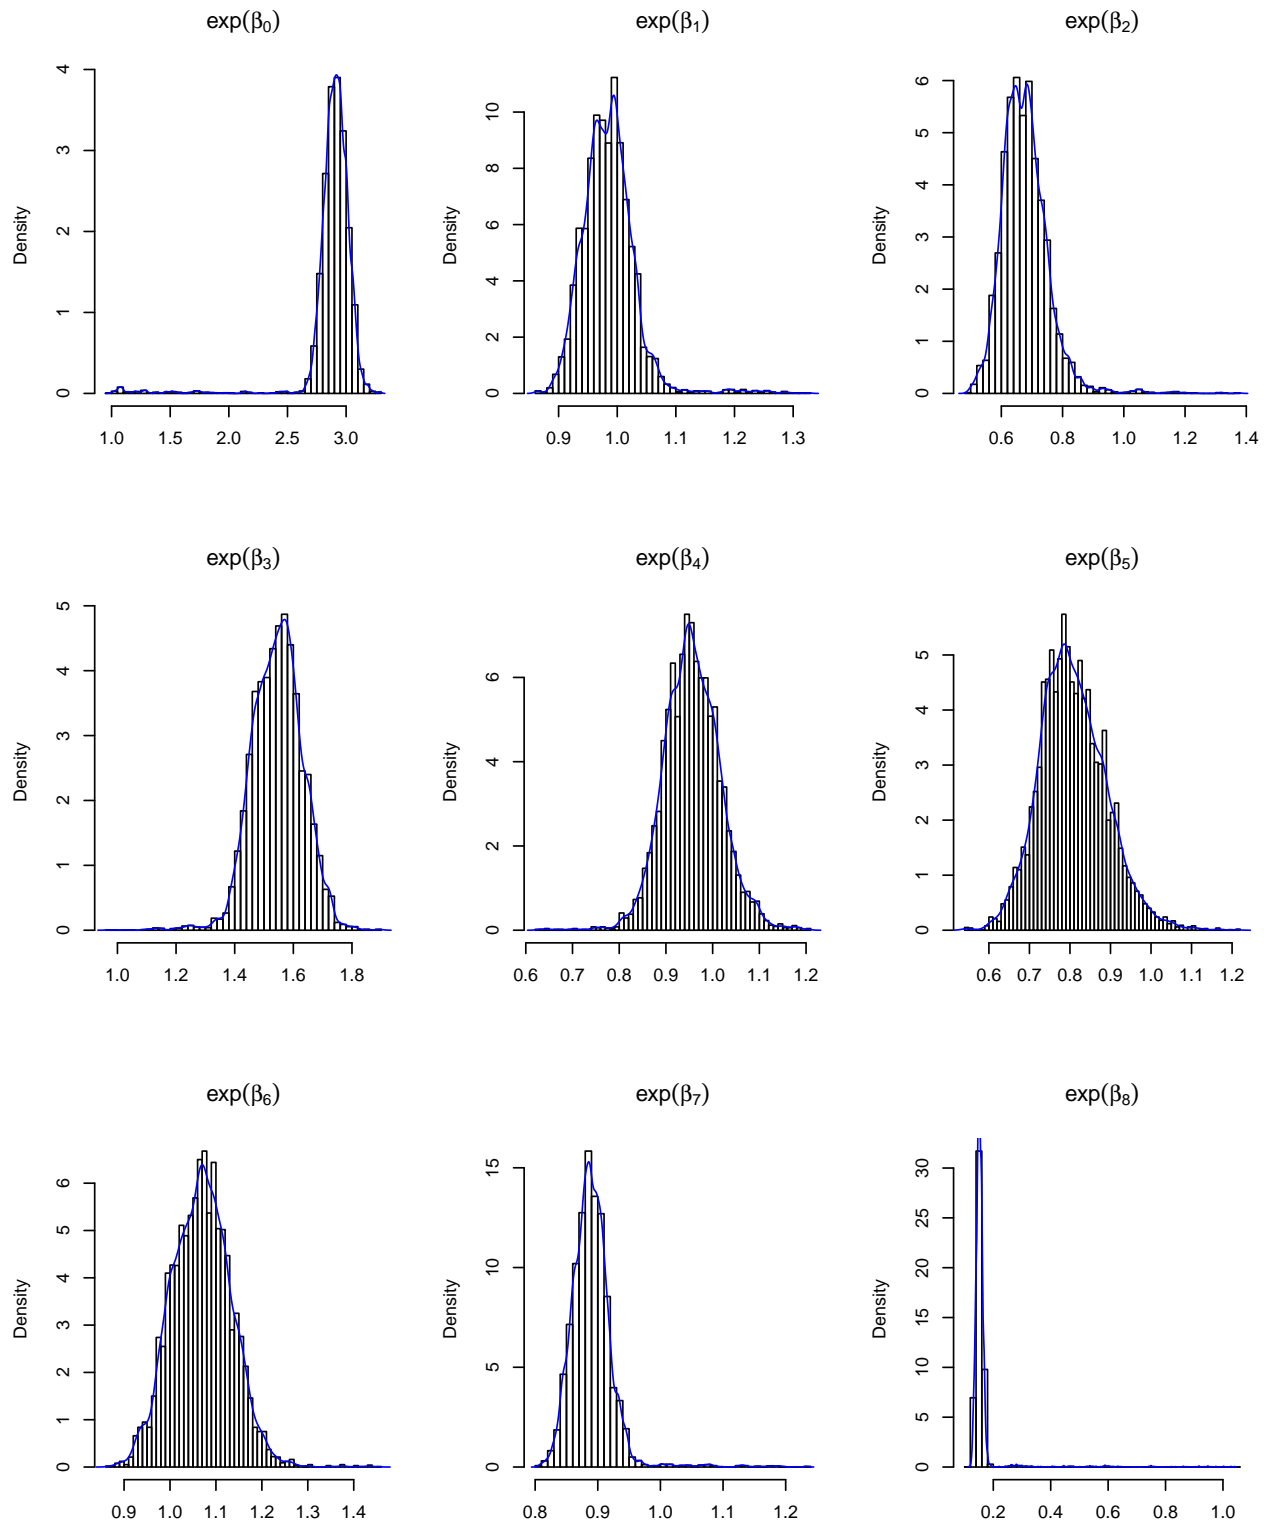 exp(β0)
Density
0 1 2 3 4
1.0 1.5 2.0 2.5 3.0
exp(β1)
Density
0 2 4 6 8 10
0.9 1.0 1.1 1.2 1.3
exp(β2)
Density
0 1 2 3 4 5 6
0.6 0.8 1.0 1.2 1.4
exp(β3)
Density
0 1 2 3 4 5
1.0 1.2 1.4 1.6 1.8
exp(β4)
Density
0 2 4 6
0.6 0.7 0.8 0.9 1.0 1.1 1.2
exp(β5)
Density
0 1 2 3 4 5
0.6 0.7 0.8 0.9 1.0 1.1 1.2
exp(β6)
Density
0 1 2 3 4 5 6
0.9 1.0 1.1 1.2 1.3 1.4
exp(β7)
Density
0 5 10 15
0.8 0.9 1.0 1.1 1.2
exp(β8)
Density
0 5 10 15 20 25 30
0.2 0.4 0.6 0.8 1.0